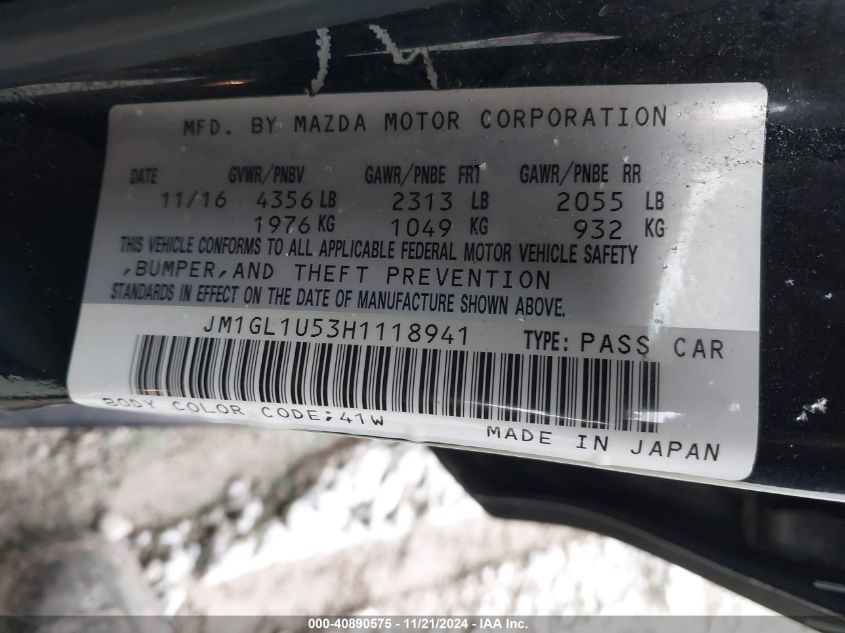 MFD. BY MAZDA MOTOR CORPORATION
DATE GVWR/PNBV GAWR/PNBE FRT GAWR/PNBE RR
11/16 4356 LB 2313 LB 2055 LB
1976 KG 1049 KG 932 KG
THIS VEHICLE CONFORMS TO ALL APPLICABLE FEDERAL MOTOR VEHICLE SAFETY
,BUMPER,AND THEFT PREVENTION
STANDARDS IN EFFECT ON THE DATE OF MANUFACTURE SHOWN ABOVE.
JM1GL1U53H1118941 TYPE: PASS CAR
BODY COLOR CODE:41W
MADE IN JAPAN
000-40890575 - 11/21/2024 - IAA Inc.